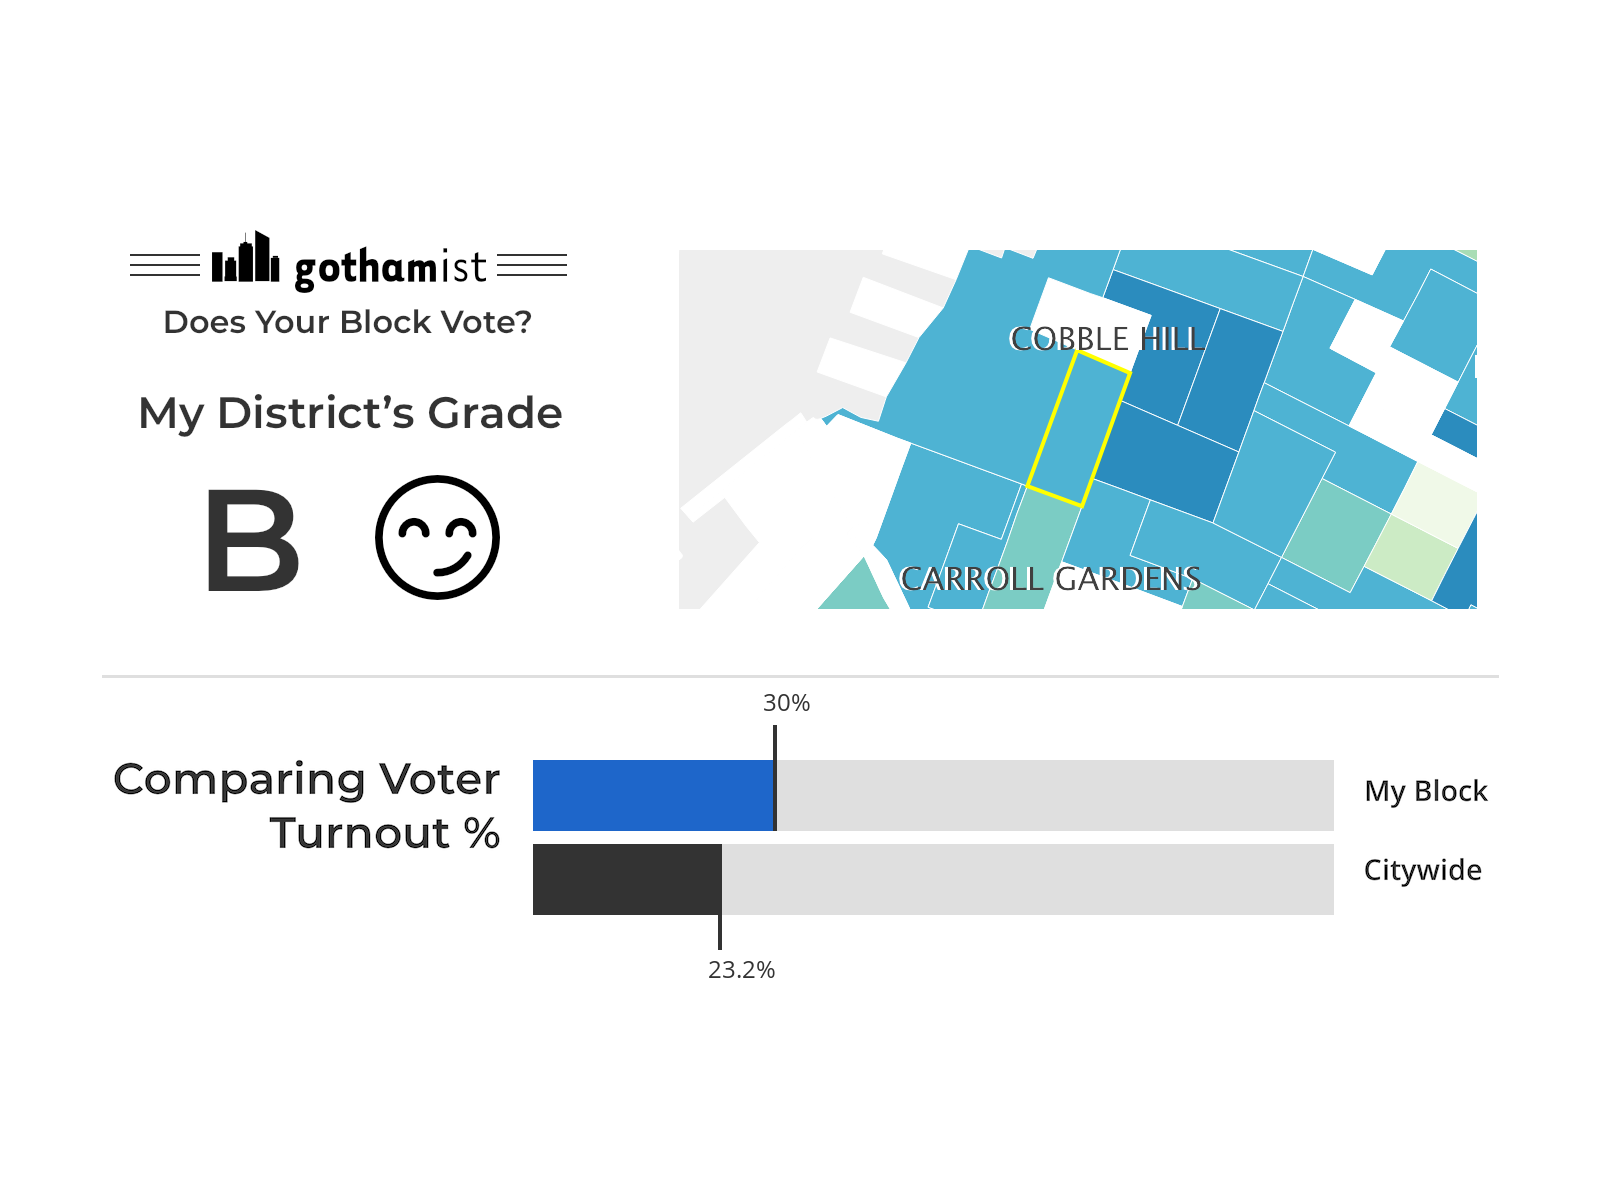 gothamist
Does Your Block Vote?
My District's Grade
B
COBBLE HILL
CARROLL GARDENS
Comparing Voter
Turnout %
30%
My Block
Citywide
23.2%